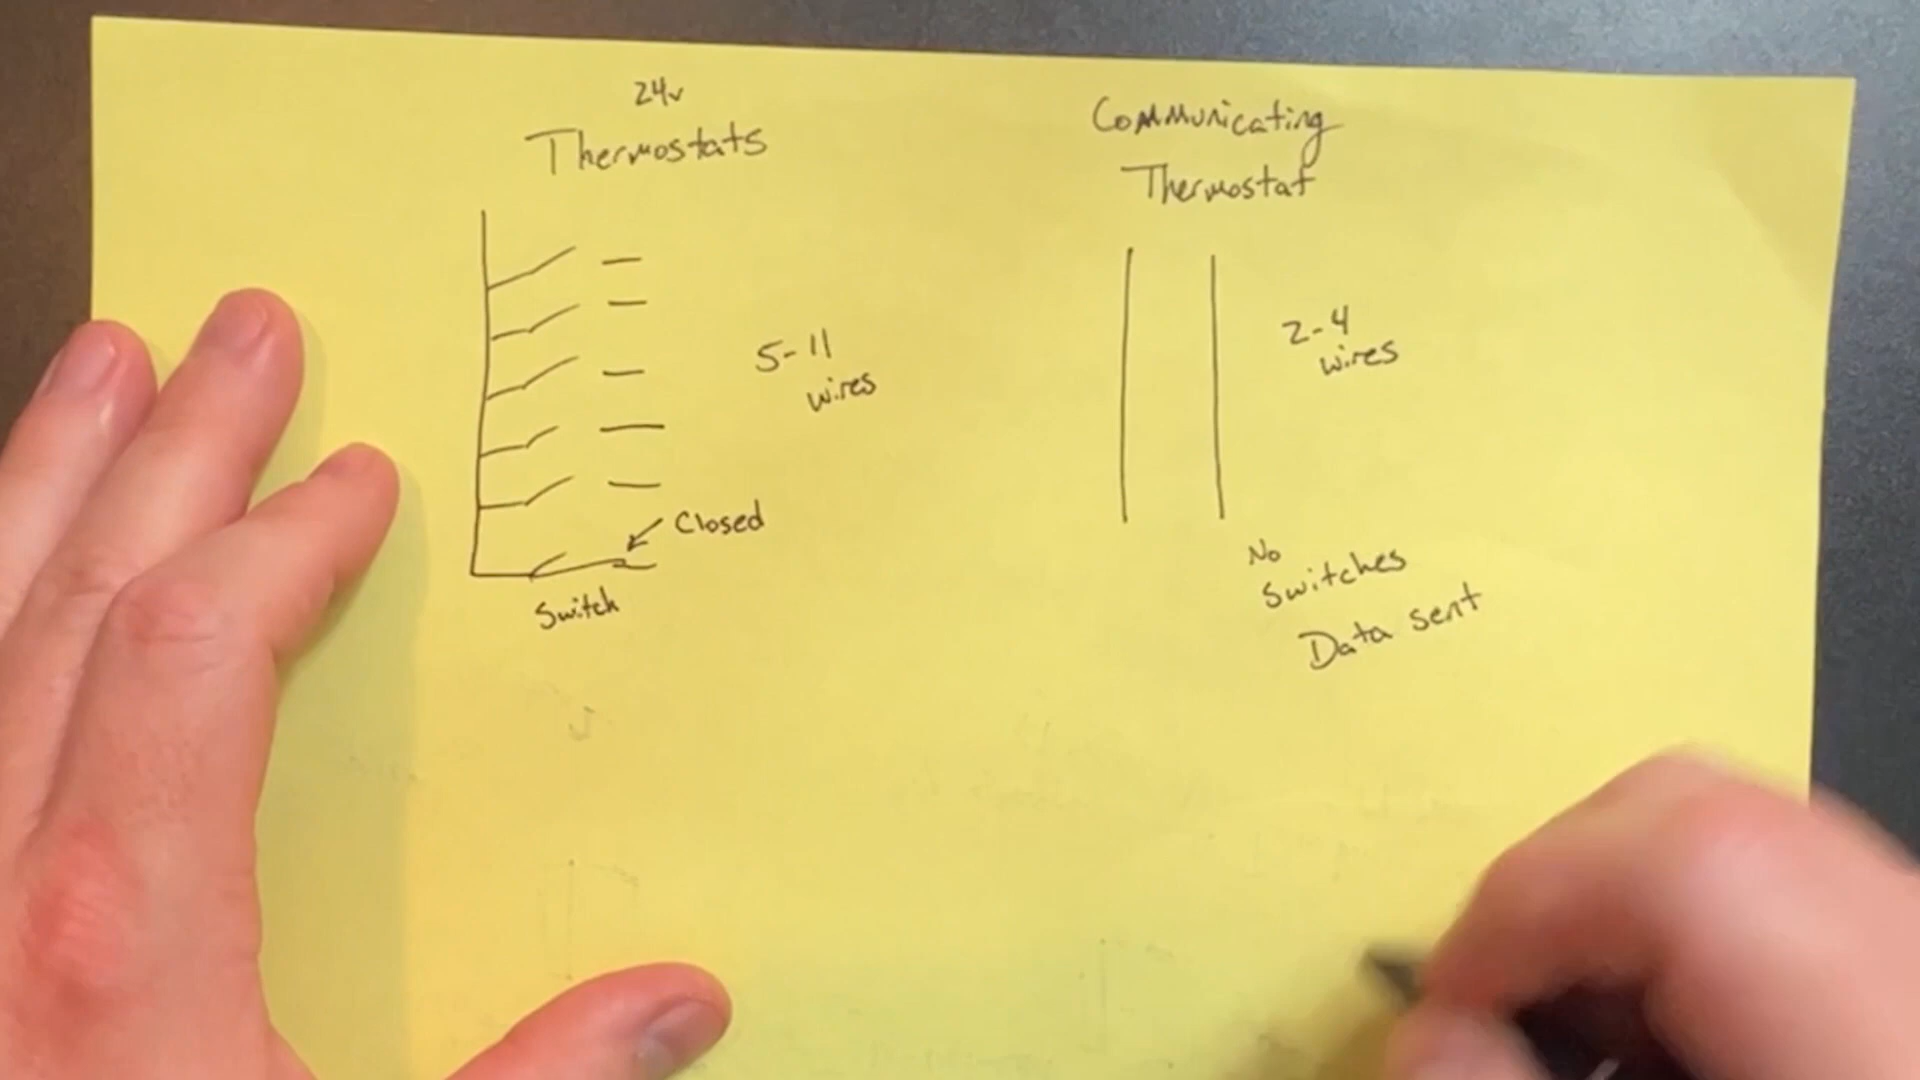 24v
Thermostats
5-11
wires
Closed
Switch
Communicating
Thermostat
2-4
wires
No
Switches
Data sent